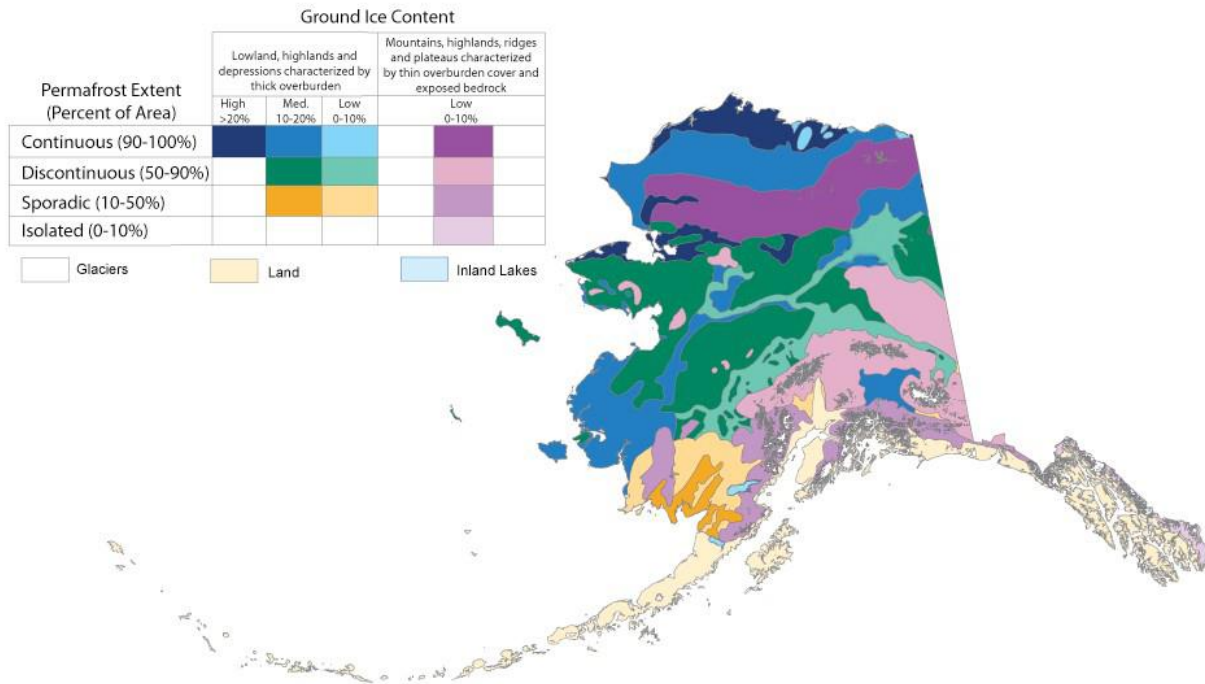 Ground Ice Content
Lowland, highlands and
depressions characterized by
thick overburden
Mountains, highlands, ridges
and plateaus characterized
by thin overburden cover and
exposed bedrock
Permafrost Extent
(Percent of Area)
High
>20%
Med.
10-20%
Low
0-10%
Low
0-10%
Continuous (90-100%)
Discontinuous (50-90%)
Sporadic (10-50%)
Isolated (0-10%)
Glaciers
Land
Inland Lakes